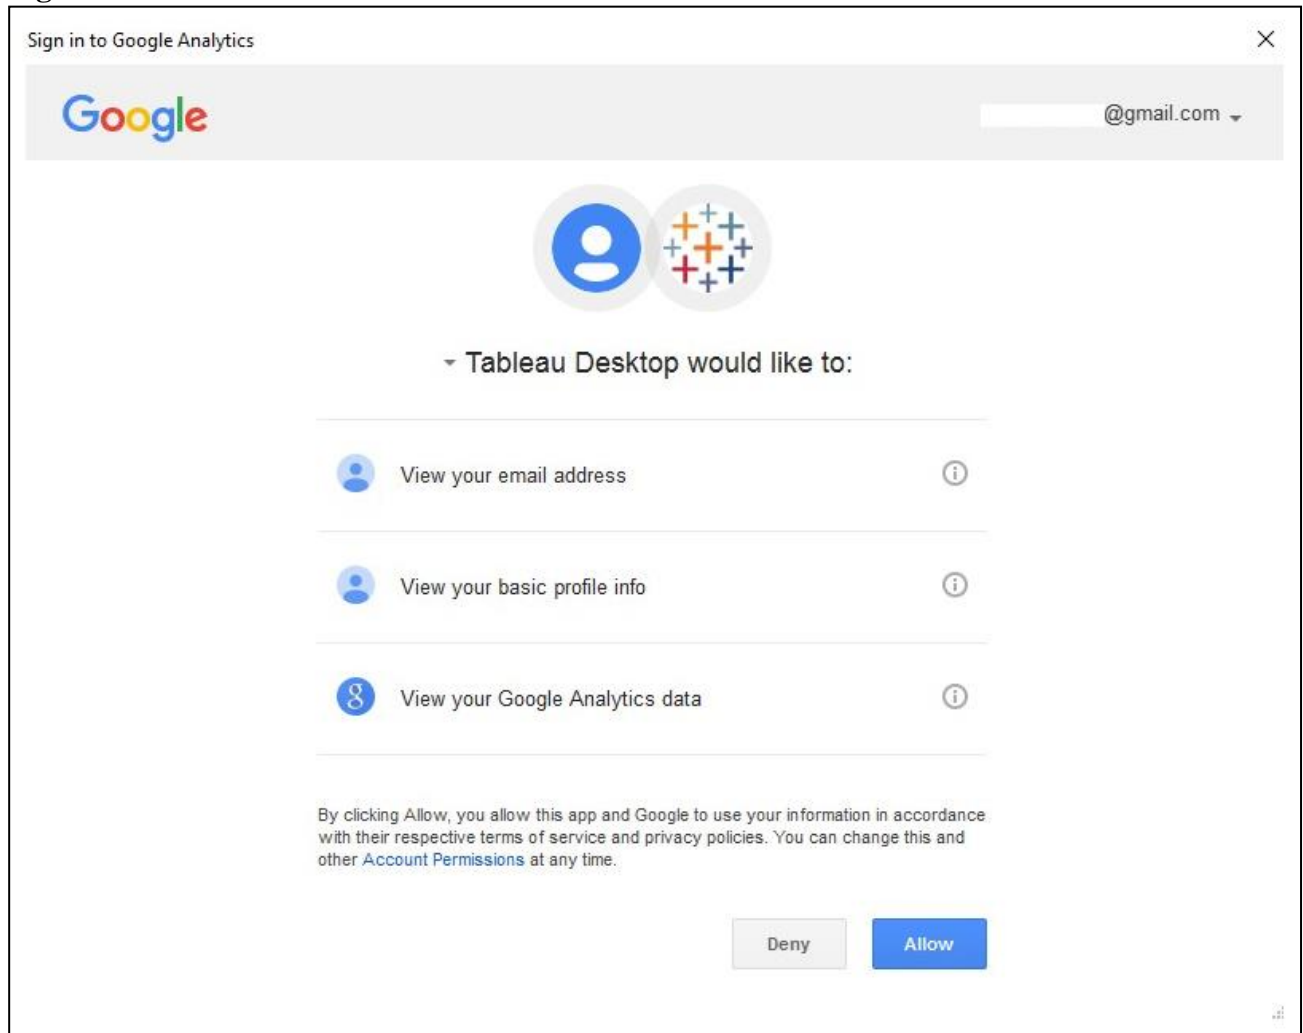 Sign in to Google Analytics
Google
@gmail.com
Tableau Desktop would like to:
View your email address
View your basic profile info
g
View your Google Analytics data
By clicking Allow, you allow this app and Google to use your information in accordance
with their respective terms of service and privacy policies. You can change this and
other Account Permissions at any time.
Deny
Allow